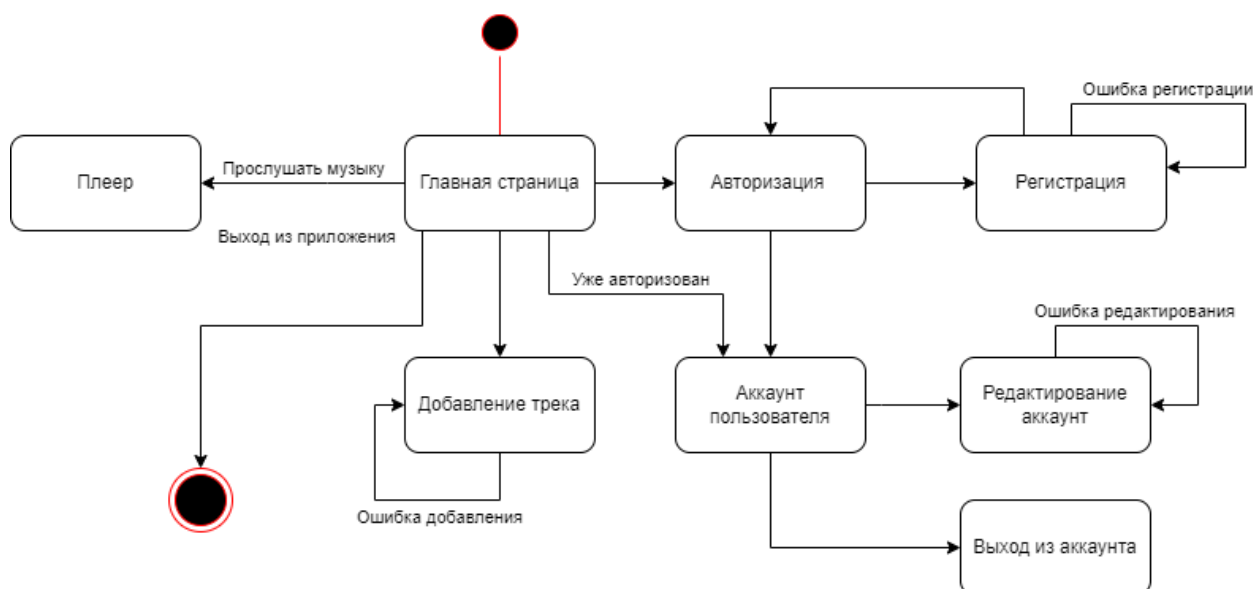 Ошибка регистрации
Плеер
Прослушать музыку
Главная страница
Авторизация
Регистрация
Выход из приложения
Уже авторизован
Ошибка редактирования
Добавление трека
Аккаунт
пользователя
Редактирование
аккаунт
Ошибка добавления
Выход из аккаунта